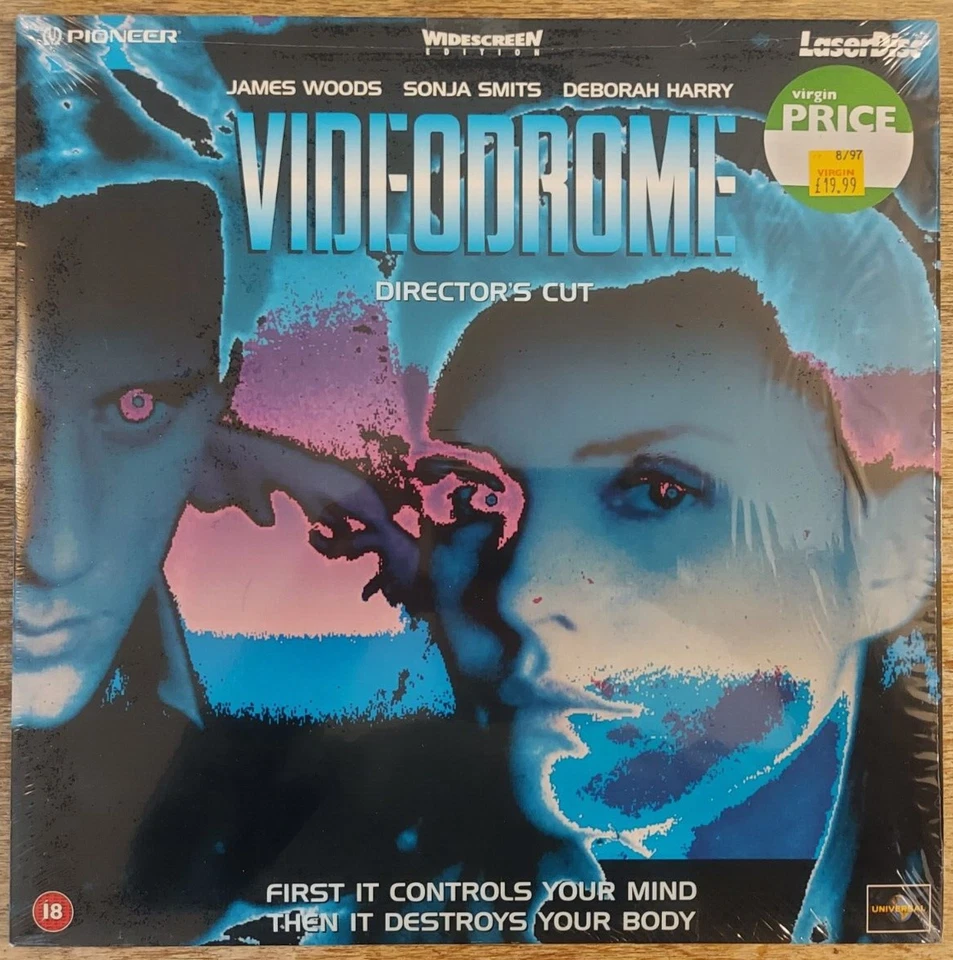 PIONEER
WIDESCREEN
EDITION
LaserDisc
JAMES WOODS SONJA SMITS DEBORAH HARRY
virgin
PRICE
8/97
VIRGIN
£19.99
VIDEODROME
DIRECTOR'S CUT
FIRST IT CONTROLS YOUR MIND
THEN IT DESTROYS YOUR BODY
18
UNIVERSAL